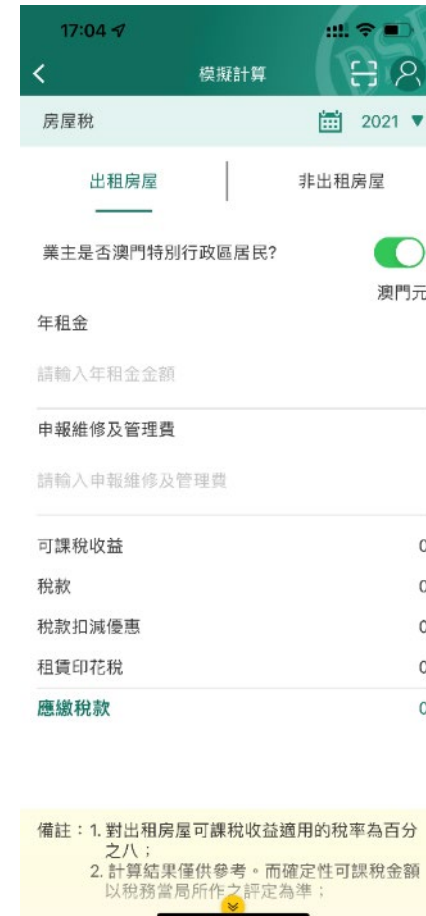 17:04
模擬計算
房屋稅 2021
出租房屋 非出租房屋
業主是否澳門特別行政區居民?
澳門元
年租金
請輸入年租金金額
申報維修及管理費
請輸入申報維修及管理費
可課稅收益 0
稅款 0
稅款扣減優惠 0
租賃印花稅 0
應繳稅款 0
備註：1. 對出租房屋可課稅收益適用的稅率為百分
之八；
2. 計算結果僅供參考。而確定性可課稅金額
以稅務當局所作之評定為準；